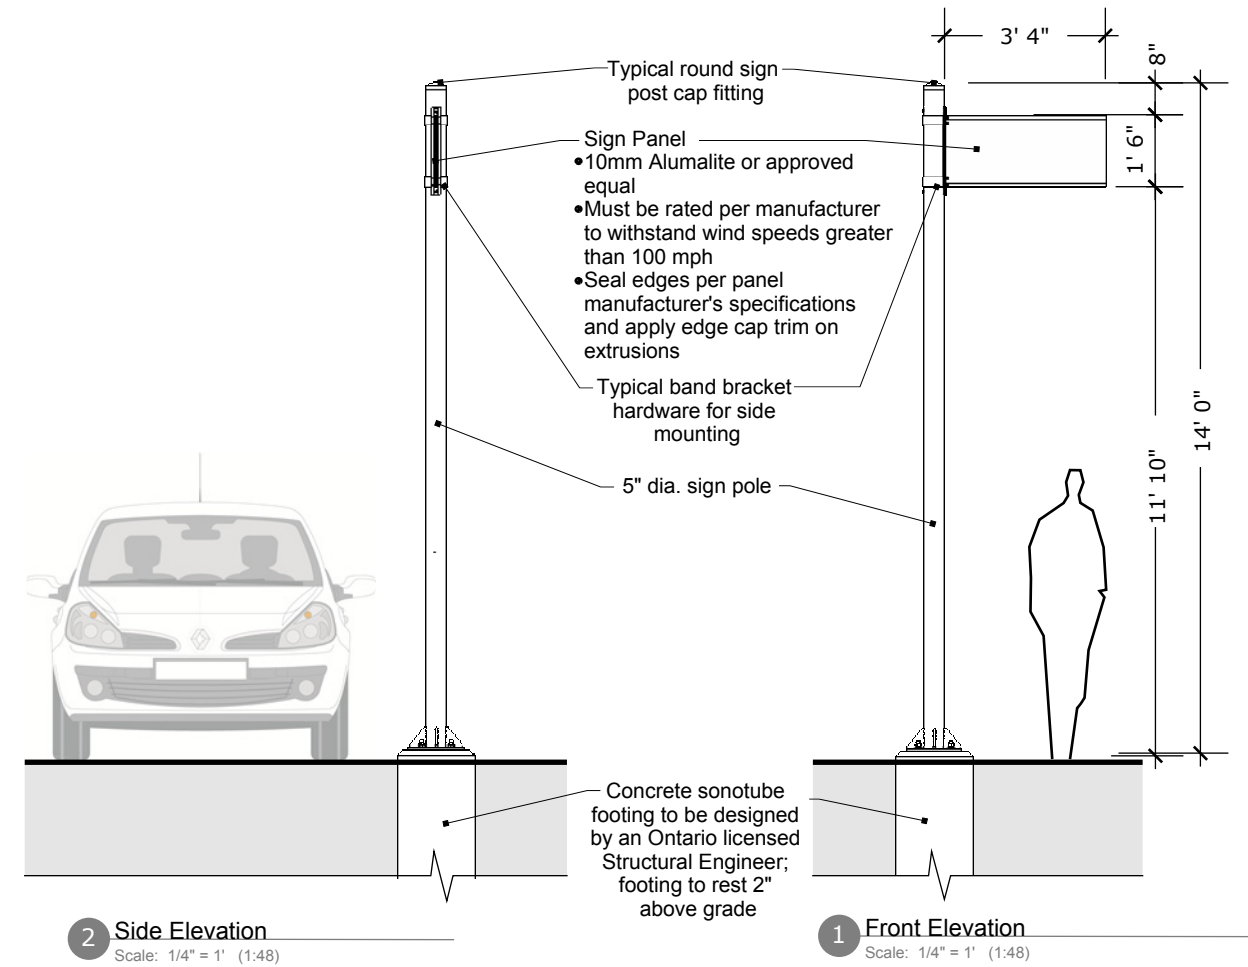 3' 4"
8"
Typical round sign
post cap fitting
Sign Panel
•10mm Alumalite or approved
equal
•Must be rated per manufacturer
to withstand wind speeds greater
than 100 mph
•Seal edges per panel
manufacturer's specifications
and apply edge cap trim on
extrusions
1' 6"
Typical band bracket
hardware for side
mounting
14' 0"
11' 10"
5" dia. sign pole
Concrete sonotube
footing to be designed
by an Ontario licensed
Structural Engineer;
footing to rest 2"
above grade
2 Side Elevation
Scale: 1/4" = 1' (1:48)
1 Front Elevation
Scale: 1/4" = 1' (1:48)